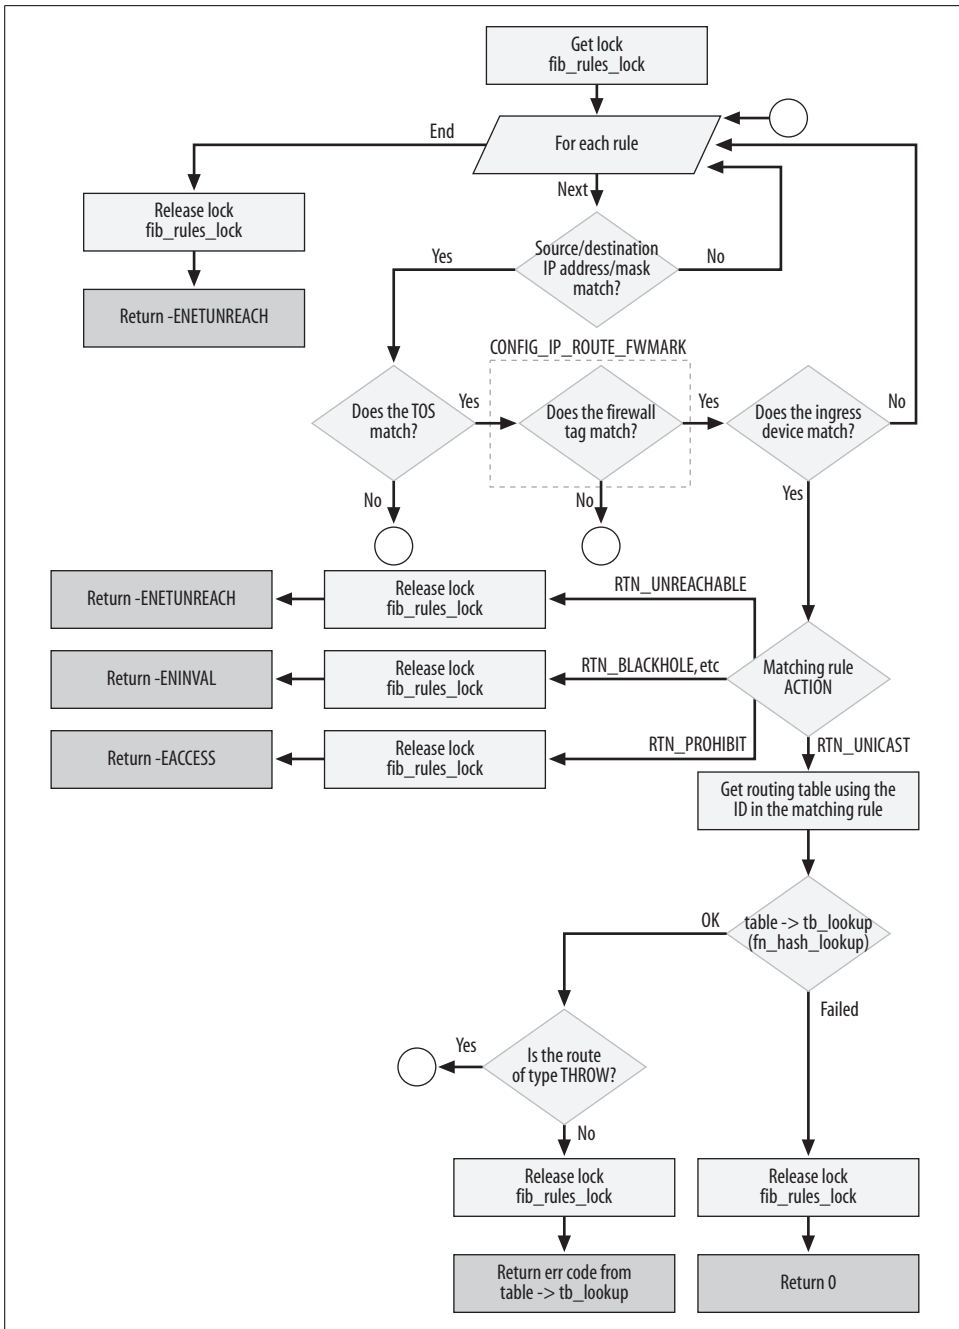 Get lock
fib_rules_lock
End
For each rule
Next
Release lock
fib_rules_lock
Source/destination
IP address/mask
match?
Yes
No
Return -ENETUNREACH
CONFIG_IP_ROUTE_FWMARK
Does the TOS
match?
Yes
Does the firewall
tag match?
Yes
Does the ingress
device match?
No
No
No
Yes
Return -ENETUNREACH
Release lock
fib_rules_lock
RTN_UNREACHABLE
Return -ENINVAL
Release lock
fib_rules_lock
RTN_BLACKHOLE, etc
Matching rule
ACTION
Return -EACCESS
Release lock
fib_rules_lock
RTN_PROHIBIT
RTN_UNICAST
Get routing table using the
ID in the matching rule
OK
table -> tb_lookup
(fn_hash_lookup)
Failed
Yes
Is the route
of type THROW?
No
Release lock
fib_rules_lock
Release lock
fib_rules_lock
Return err code from
table -> tb_lookup
Return 0